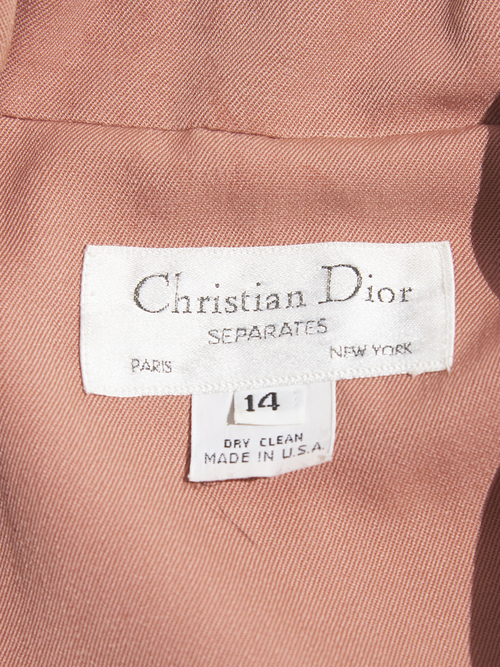 Christian Dior
SEPARATES
PARIS NEW YORK
14
DRY CLEAN
MADE IN U.S.A.